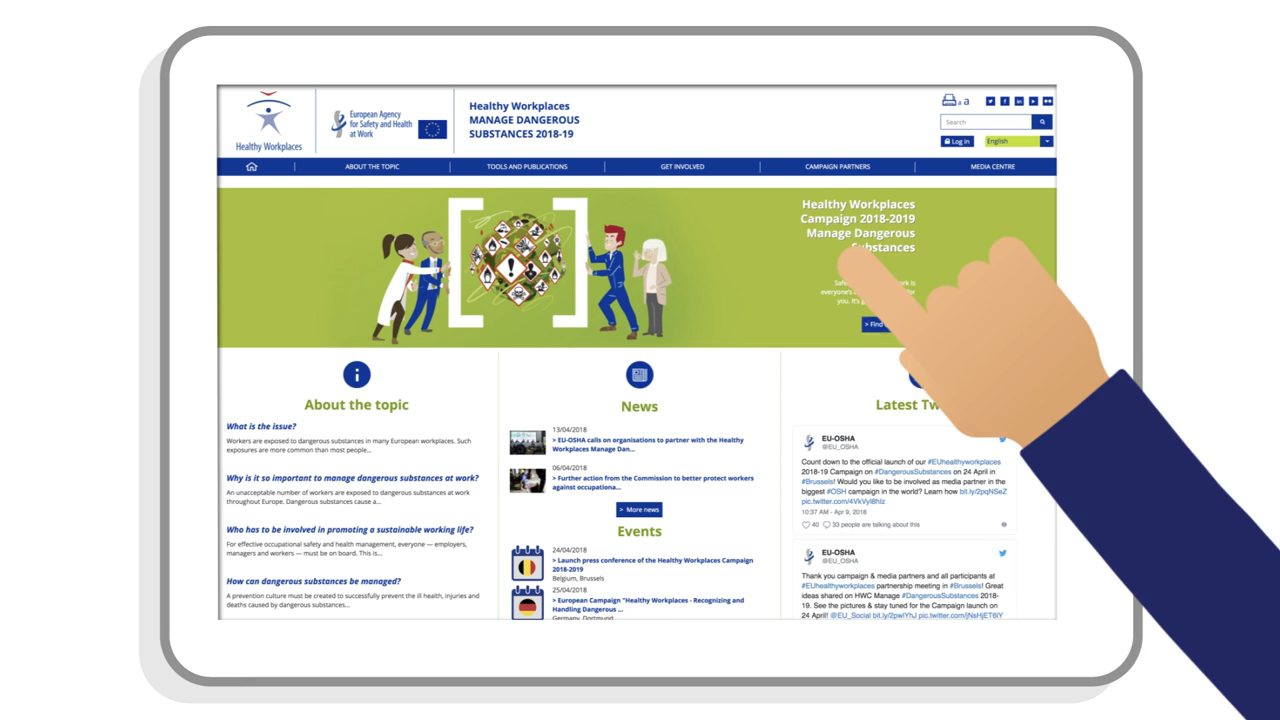 Healthy Workplaces
European Agency
for Safety and Health
at Work
Healthy Workplaces
MANAGE DANGEROUS
SUBSTANCES 2018-19
a a
Search
Log in
English
ABOUT THE TOPIC
TOOLS AND PUBLICATIONS
GET INVOLVED
CAMPAIGN PARTNERS
MEDIA CENTRE
Healthy Workplaces
Campaign 2018-2019
Manage Dangerous
Substances
is
everyone's for
you. It's
> Find
About the topic
What is the issue?
Workers are exposed to dangerous substances in many European workplaces. Such
exposures are more common than most people...
Why is it so important to manage dangerous substances at work?
An unacceptable number of workers are exposed to dangerous substances at work
throughout Europe. Dangerous substances cause a...
Who has to be involved in promoting a sustainable working life?
For effective occupational safety and health management, everyone — employers,
managers and workers — must be on board. This is...
How can dangerous substances be managed?
A prevention culture must be created to successfully prevent the ill health, injuries and
deaths caused by dangerous substances...
News
13/04/2018
> EU-OSHA calls on organisations to partner with the Healthy
Workplaces Manage Dan...
06/04/2018
> Further action from the Commission to better protect workers
against occupationa...
> More news
Events
24/04/2018
> Launch press conference of the Healthy Workplaces Campaign
2018-2019
Belgium, Brussels
25/04/2018
> European Campaign "Healthy Workplaces - Recognizing and
Handling Dangerous ...
Germany, Dortmund
Latest Tw
EU-OSHA
@EU_OSHA
Count down to the official launch of our #EUhealthyworkplaces
2018-19 Campaign on #DangerousSubstances on 24 April in
#Brussels! Would you like to be involved as media partner in the
biggest #OSH campaign in the world? Learn how bit.ly/2pqNSeZ
pic.twitter.com/4VkVyl8hIz
10:37 AM - Apr 9, 2018
40 33 people are talking about this
EU-OSHA
@EU_OSHA
Thank you campaign & media partners and all participants at
#EUhealthyworkplaces partnership meeting in #Brussels! Great
ideas shared on HWC Manage #DangerousSubstances 2018-
19. See the pictures & stay tuned for the Campaign launch on
24 April! @EU_Social bit.ly/2pwlYhJ pic.twitter.com/jNsHjET6lY